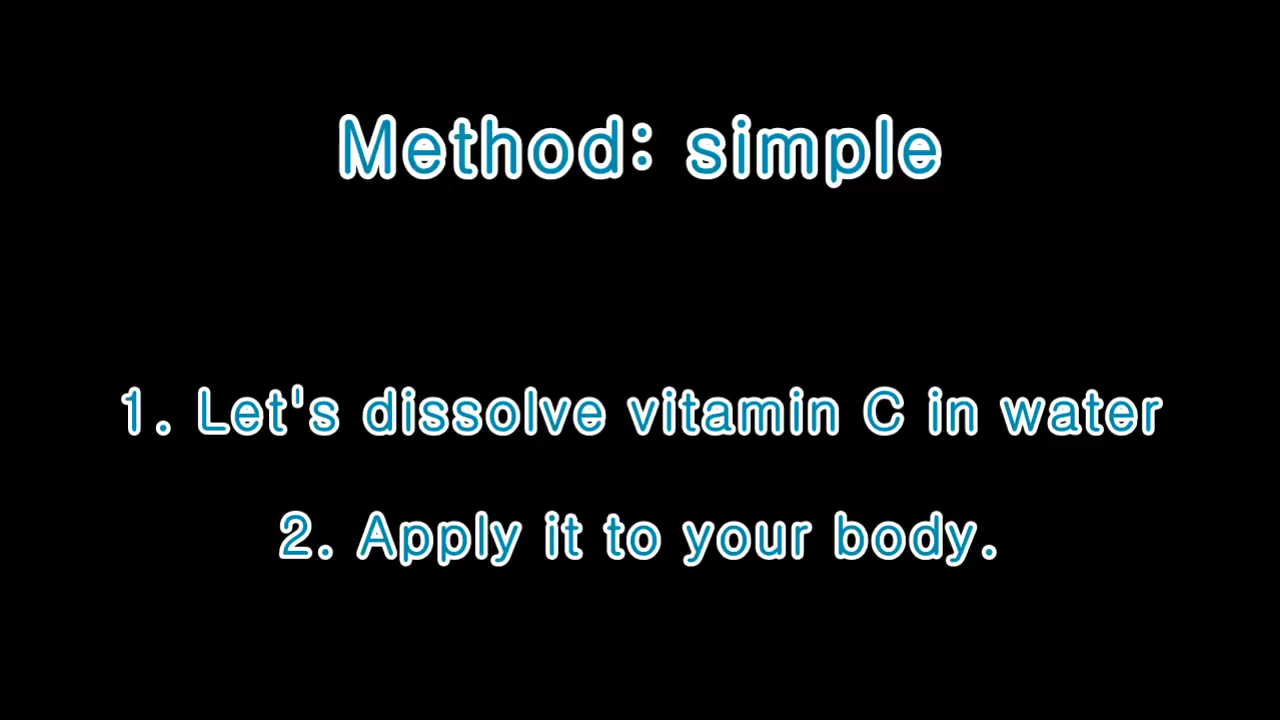 Method: simple
1. Let's dissolve vitamin C in water
2. Apply it to your body.